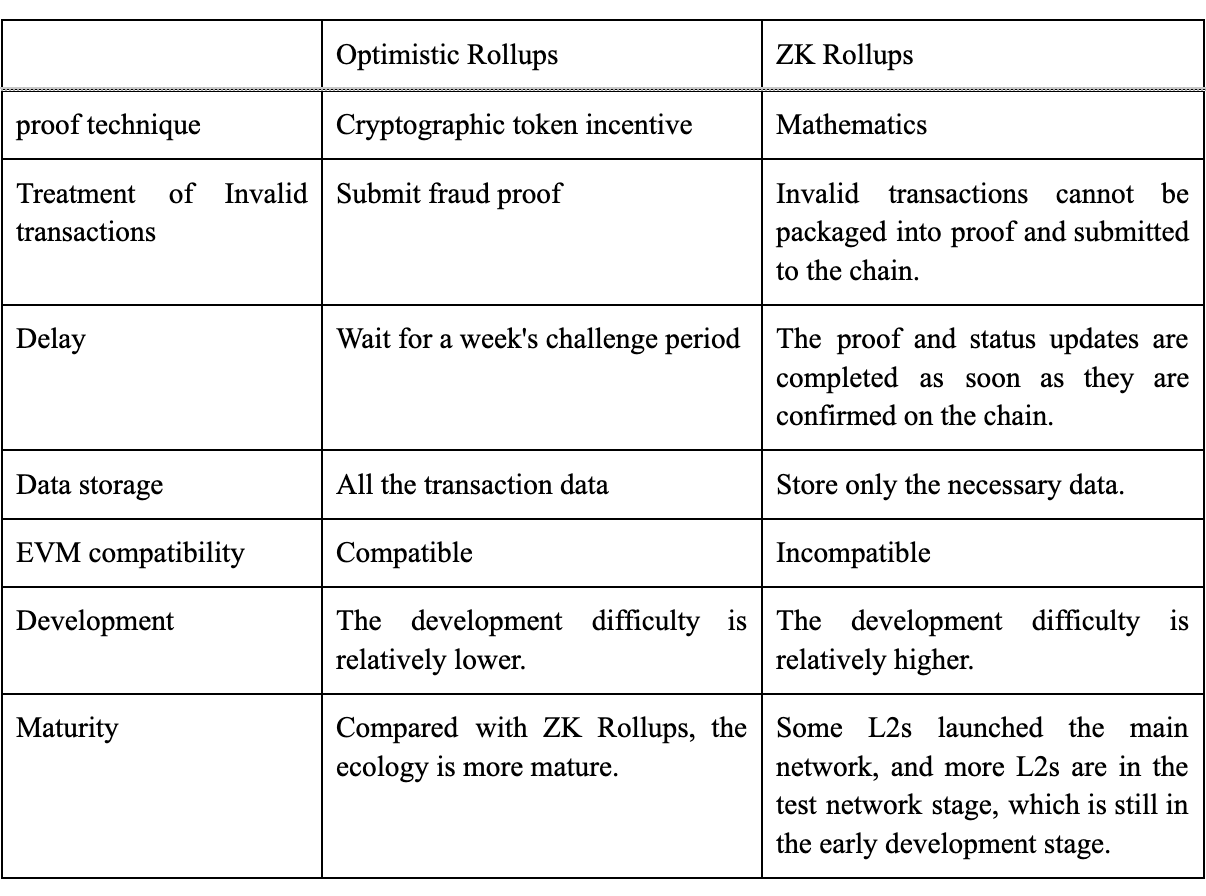 Optimistic Rollups
ZK Rollups
proof technique
Cryptographic token incentive
Mathematics
Treatment of Invalid
transactions
Submit fraud proof
Invalid transactions cannot be
packaged into proof and submitted
to the chain.
Delay
Wait for a week's challenge period
The proof and status updates are
completed as soon as they are
confirmed on the chain.
Data storage
All the transaction data
Store only the necessary data.
EVM compatibility
Compatible
Incompatible
Development
The development difficulty is
relatively lower.
The development difficulty is
relatively higher.
Maturity
Compared with ZK Rollups, the
ecology is more mature.
Some L2s launched the main
network, and more L2s are in the
test network stage, which is still in
the early development stage.